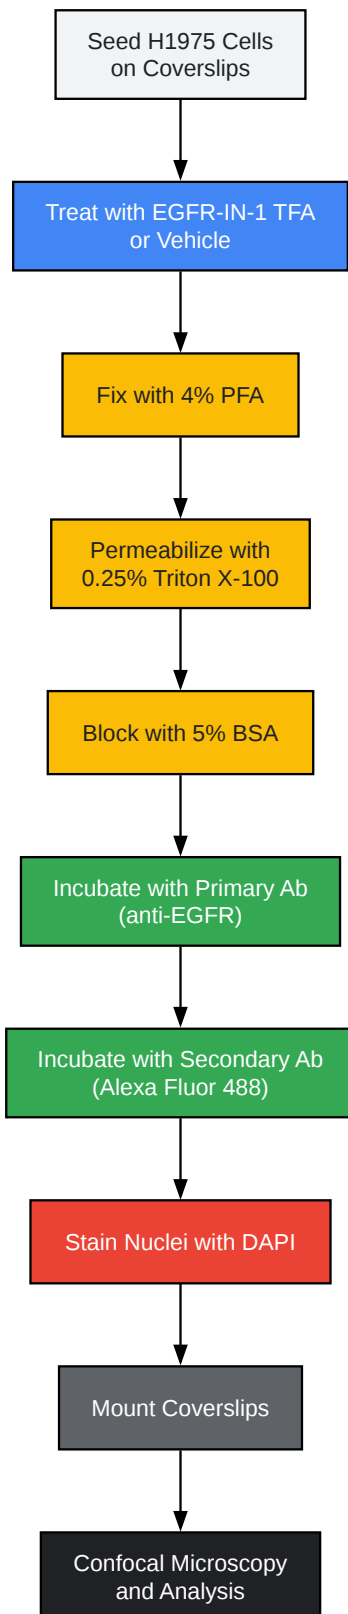 Seed H1975 Cells
on Coverslips
Treat with EGFR-IN-1 TFA
or Vehicle
Fix with 4% PFA
Permeabilize with
0.25% Triton X-100
Block with 5% BSA
Incubate with Primary Ab
(anti-EGFR)
Incubate with Secondary Ab
(Alexa Fluor 488)
Stain Nuclei with DAPI
Mount Coverslips
Confocal Microscopy
and Analysis